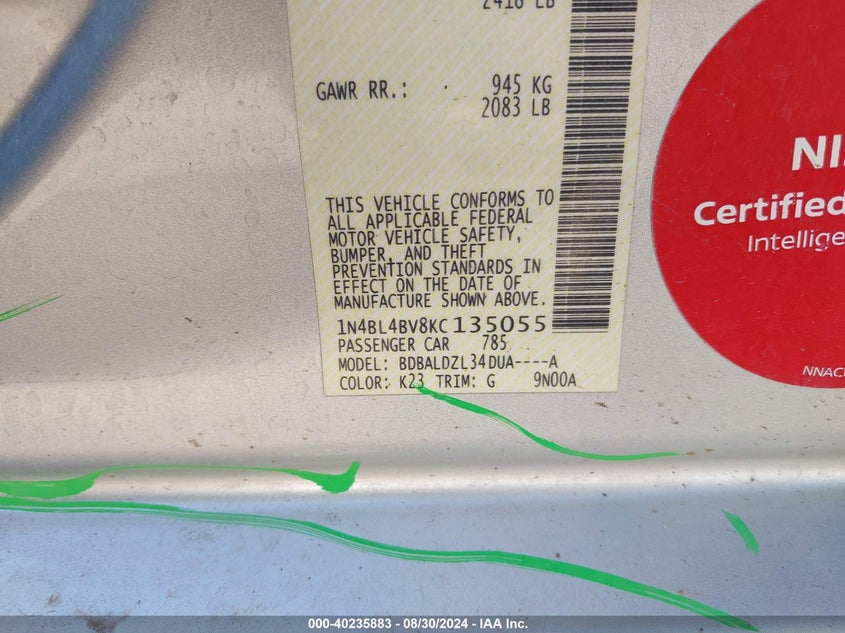 2418 LB
GAWR RR.: 945 KG
2083 LB
THIS VEHICLE CONFORMS TO
ALL APPLICABLE FEDERAL
MOTOR VEHICLE SAFETY,
BUMPER, AND THEFT
PREVENTION STANDARDS IN
EFFECT ON THE DATE OF
MANUFACTURE SHOWN ABOVE.
1N4BL4BV8KC135055
PASSENGER CAR 785
MODEL: BDBALDZL34DUA----A
COLOR: K23 TRIM: G 9N00A
Certified
000-40235883 - 08/30/2024 - IAA Inc.